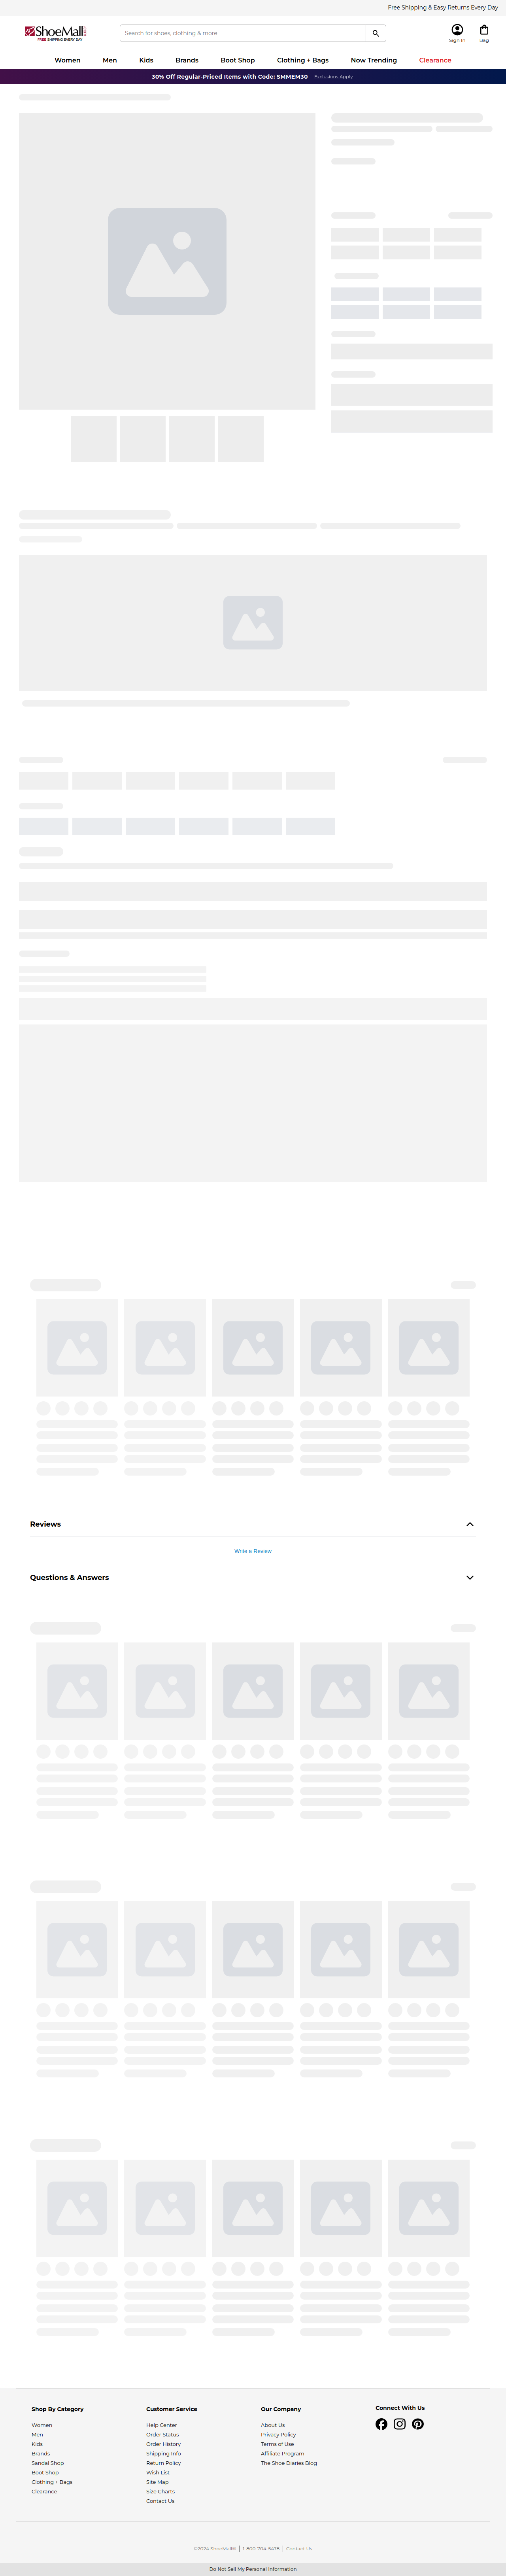 Free Shipping & Easy Returns Every Day
ShoeMall
FREE SHIPPING EVERY DAY
Search for shoes, clothing & more
Sign In
Bag
Women Men Kids Brands Boot Shop Clothing + Bags Now Trending Clearance
30% Off Regular-Priced Items with Code: SMMEM30 Exclusions Apply
Reviews
Write a Review
Questions & Answers
Shop By Category
Women
Men
Kids
Brands
Sandal Shop
Boot Shop
Clothing + Bags
Clearance
Customer Service
Help Center
Order Status
Order History
Shipping Info
Return Policy
Wish List
Site Map
Size Charts
Contact Us
Our Company
About Us
Privacy Policy
Terms of Use
Affiliate Program
The Shoe Diaries Blog
Connect With Us
©2024 ShoeMall® | 1-800-704-5478 | Contact Us
Do Not Sell My Personal Information